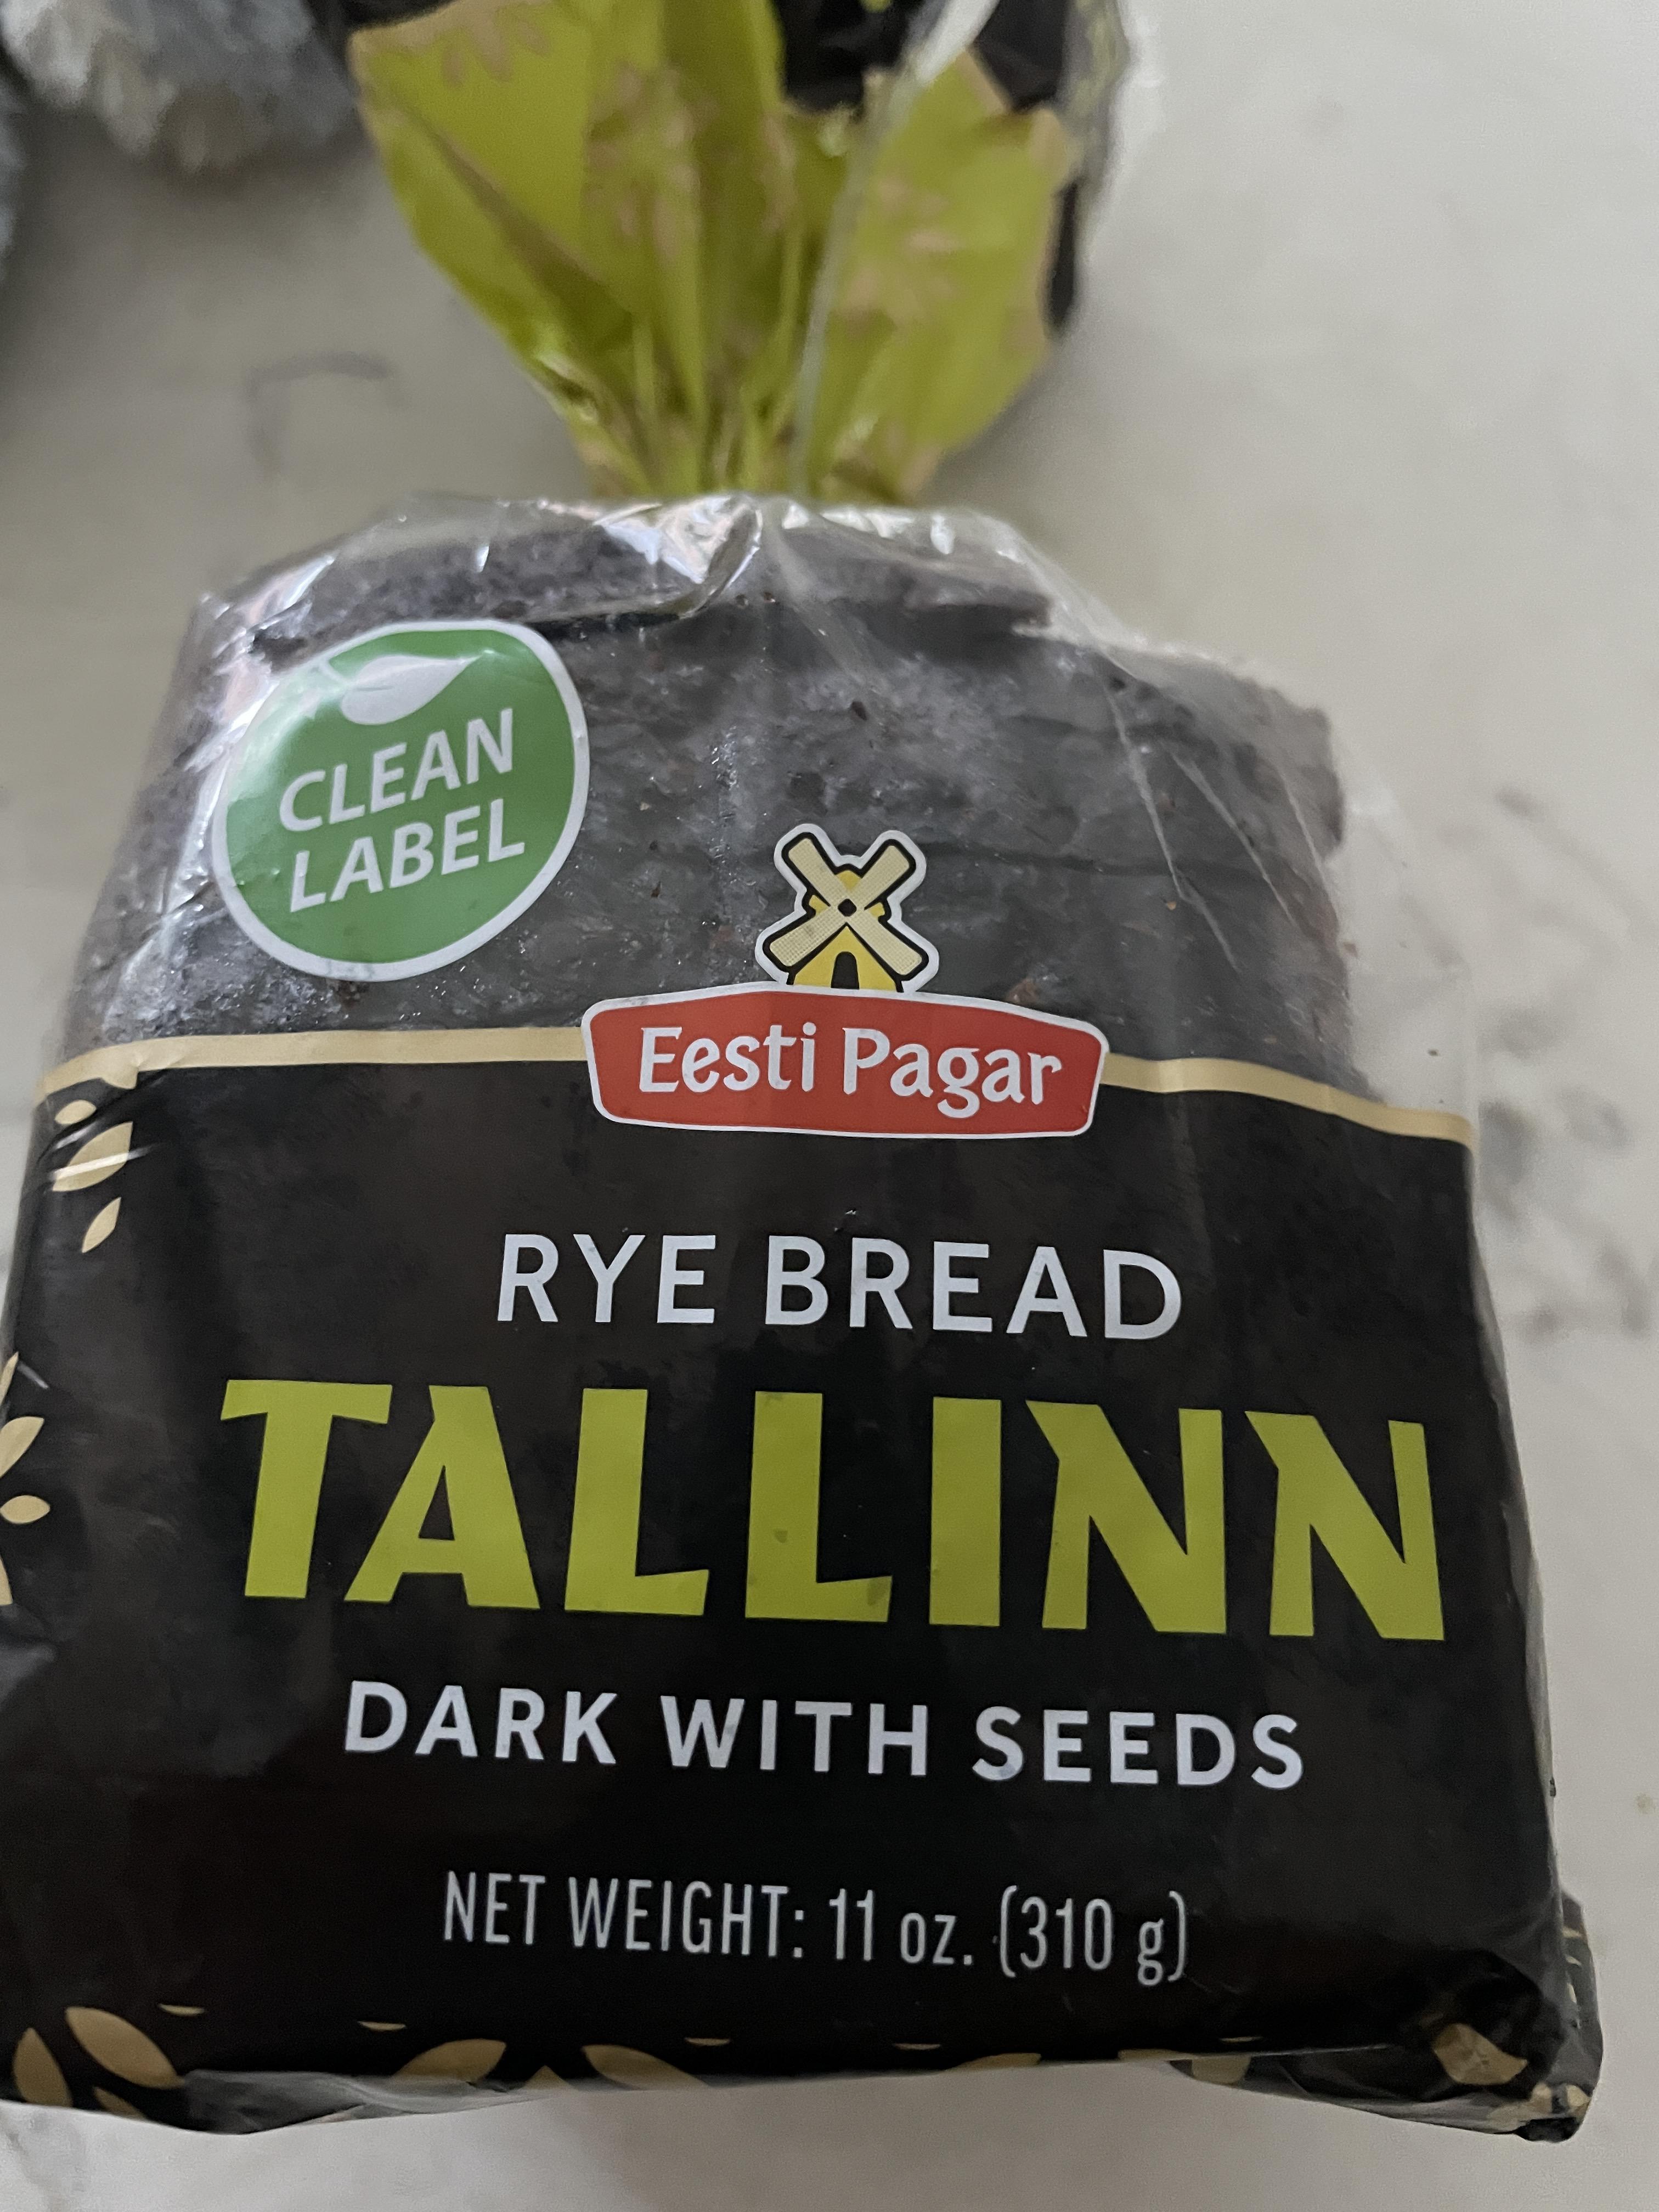 CLEAN
LABEL
Eesti Pagar
RYE BREAD
TALLINN
DARK WITH SEEDS
NET WEIGHT: 11 oz. (310 g)